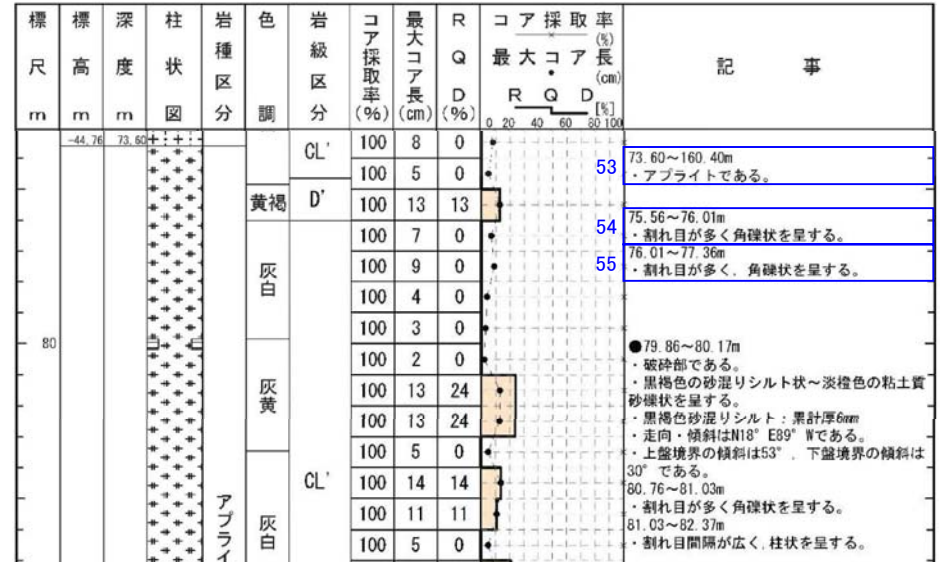 標尺m
標高m
深度m
柱状図
岩種区分
色調
岩級区分
コア採取率(%)
最大コア長(cm)
RQD(%)
コア採取率(%)
最大コア長(cm)
RQD[%]
0 20 40 60 80 100
記事
-44.76 73.60
80
アプライ
黄褐
灰白
灰黄
灰白
CL'
D'
CL'
100 8 0
100 5 0
100 13 13
100 7 0
100 9 0
100 4 0
100 3 0
100 2 0
100 13 24
100 13 24
100 5 0
100 14 14
100 11 11
100 5 0
53
73.60～160.40m
・アプライトである。
54
75.56～76.01m
・割れ目が多く角礫状を呈する。
55
76.01～77.36m
・割れ目が多く，角礫状を呈する。
●79.86～80.17m
・破砕部である。
・黒褐色の砂混りシルト状～淡橙色の粘土質
砂礫状を呈する。
・黒褐色砂混りシルト：累計厚6mm
・走向・傾斜はN18°E89°Wである。
・上盤境界の傾斜は53°，下盤境界の傾斜は
30°である。
80.76～81.03m
・割れ目が多く角礫状を呈する。
81.03～82.37m
・割れ目間隔が広く，柱状を呈する。